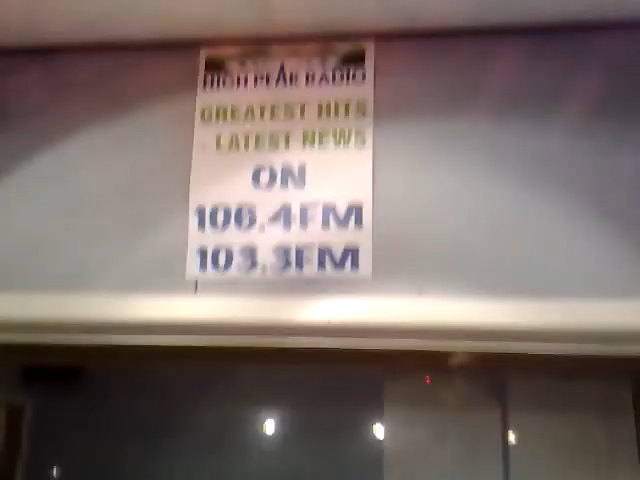 HIGH PEAK RADIO
GREATEST HITS
- LATEST NEWS
ON
106.4FM
103.3FM